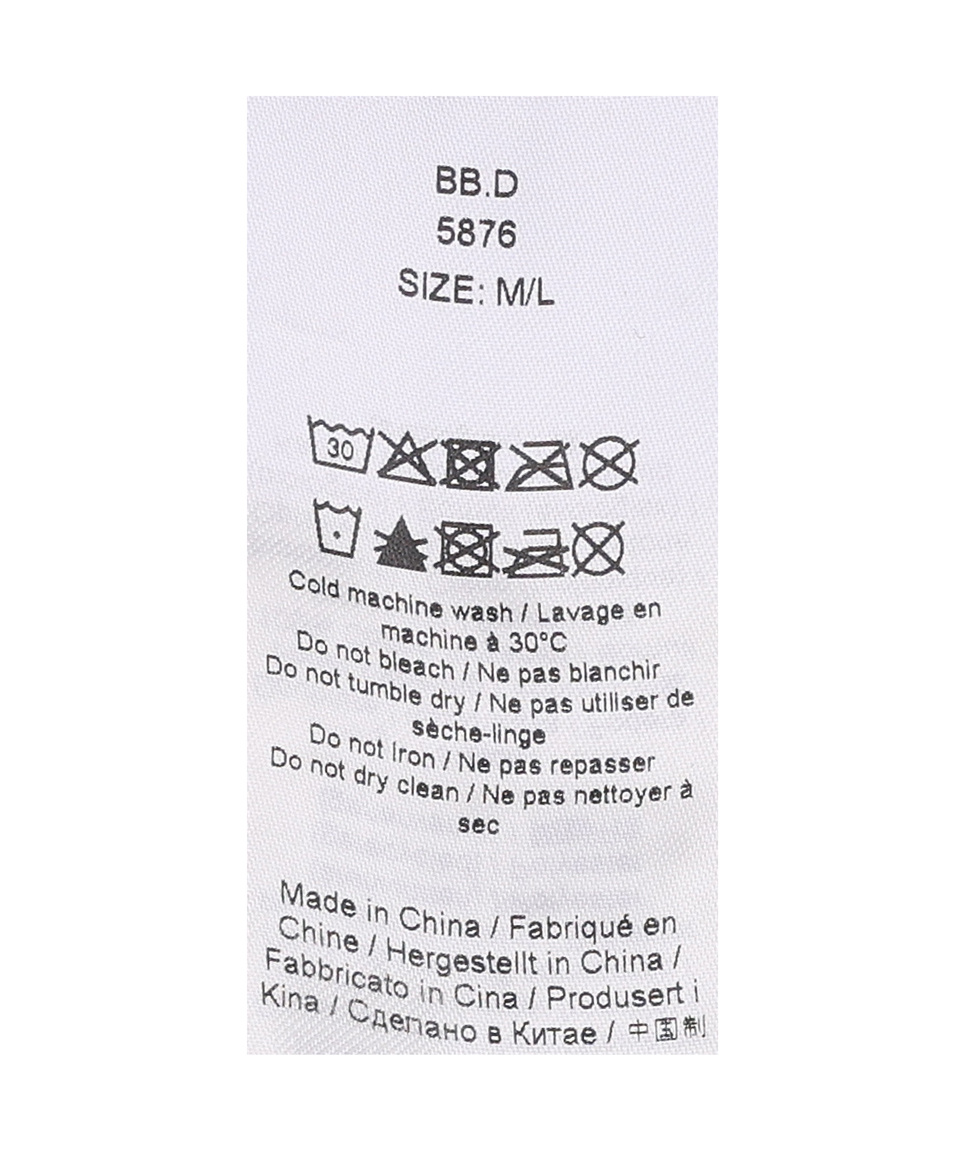 BB.D
5876
SIZE: M/L
30
Cold machine wash / Lavage en
machine à 30°C
Do not bleach / Ne pas blanchir
Do not tumble dry / Ne pas utiliser de
sèche-linge
Do not Iron / Ne pas repasser
Do not dry clean / Ne pas nettoyer à
sec
Made in China / Fabriqué en
Chine / Hergestellt in China /
Fabbricato in Cina / Produsert i
Kina / Сделано в Китае / 中国制